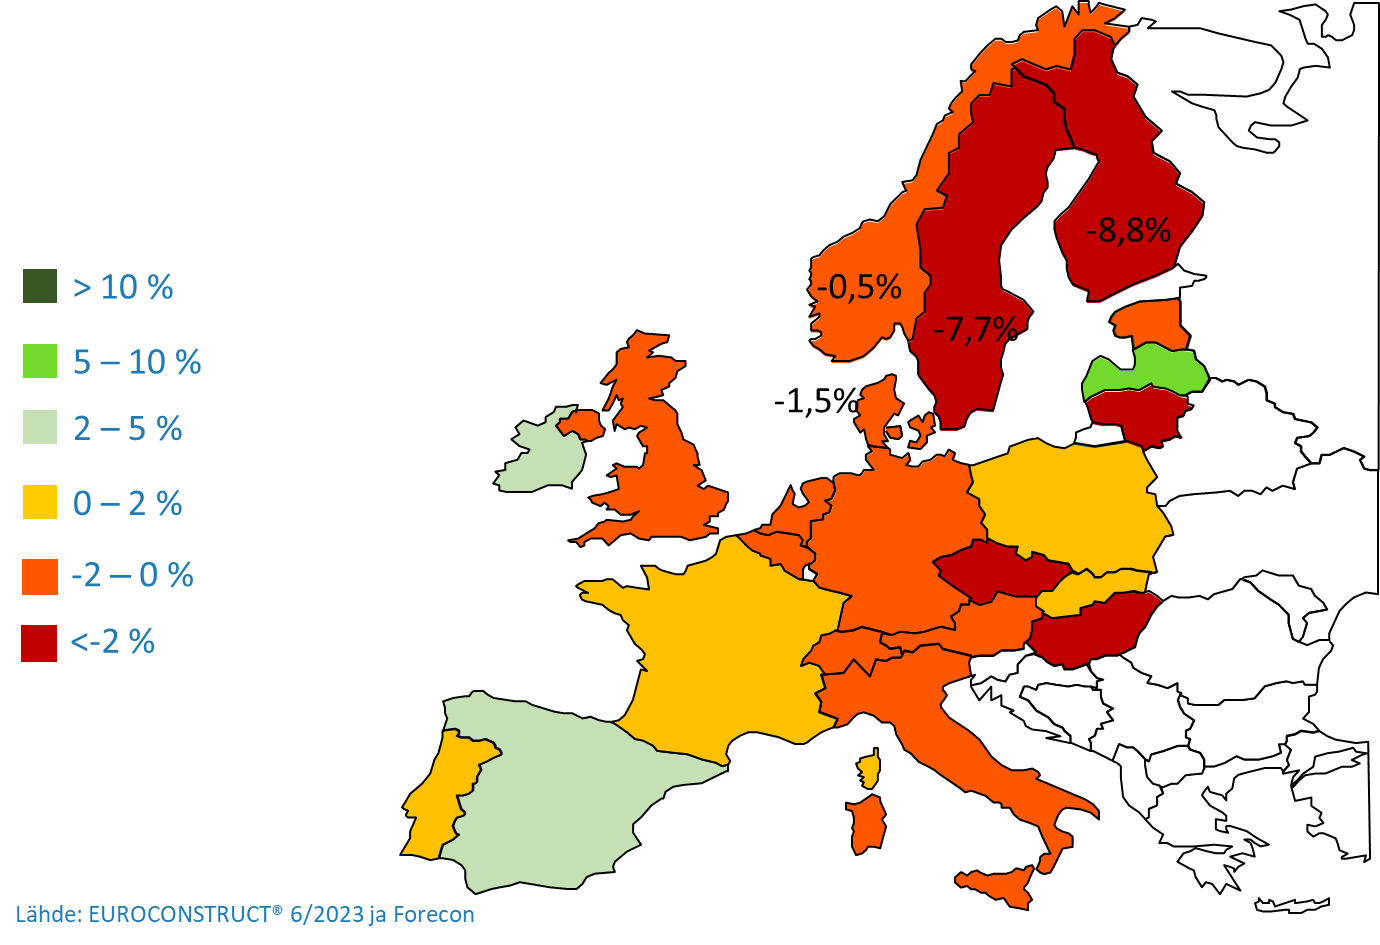 -8,8%
-0,5%
-7,7%
-1,5%
> 10 %
5 – 10 %
2 – 5 %
0 – 2 %
-2 – 0 %
<-2 %
Lähde: EUROCONSTRUCT® 6/2023 ja Forecon